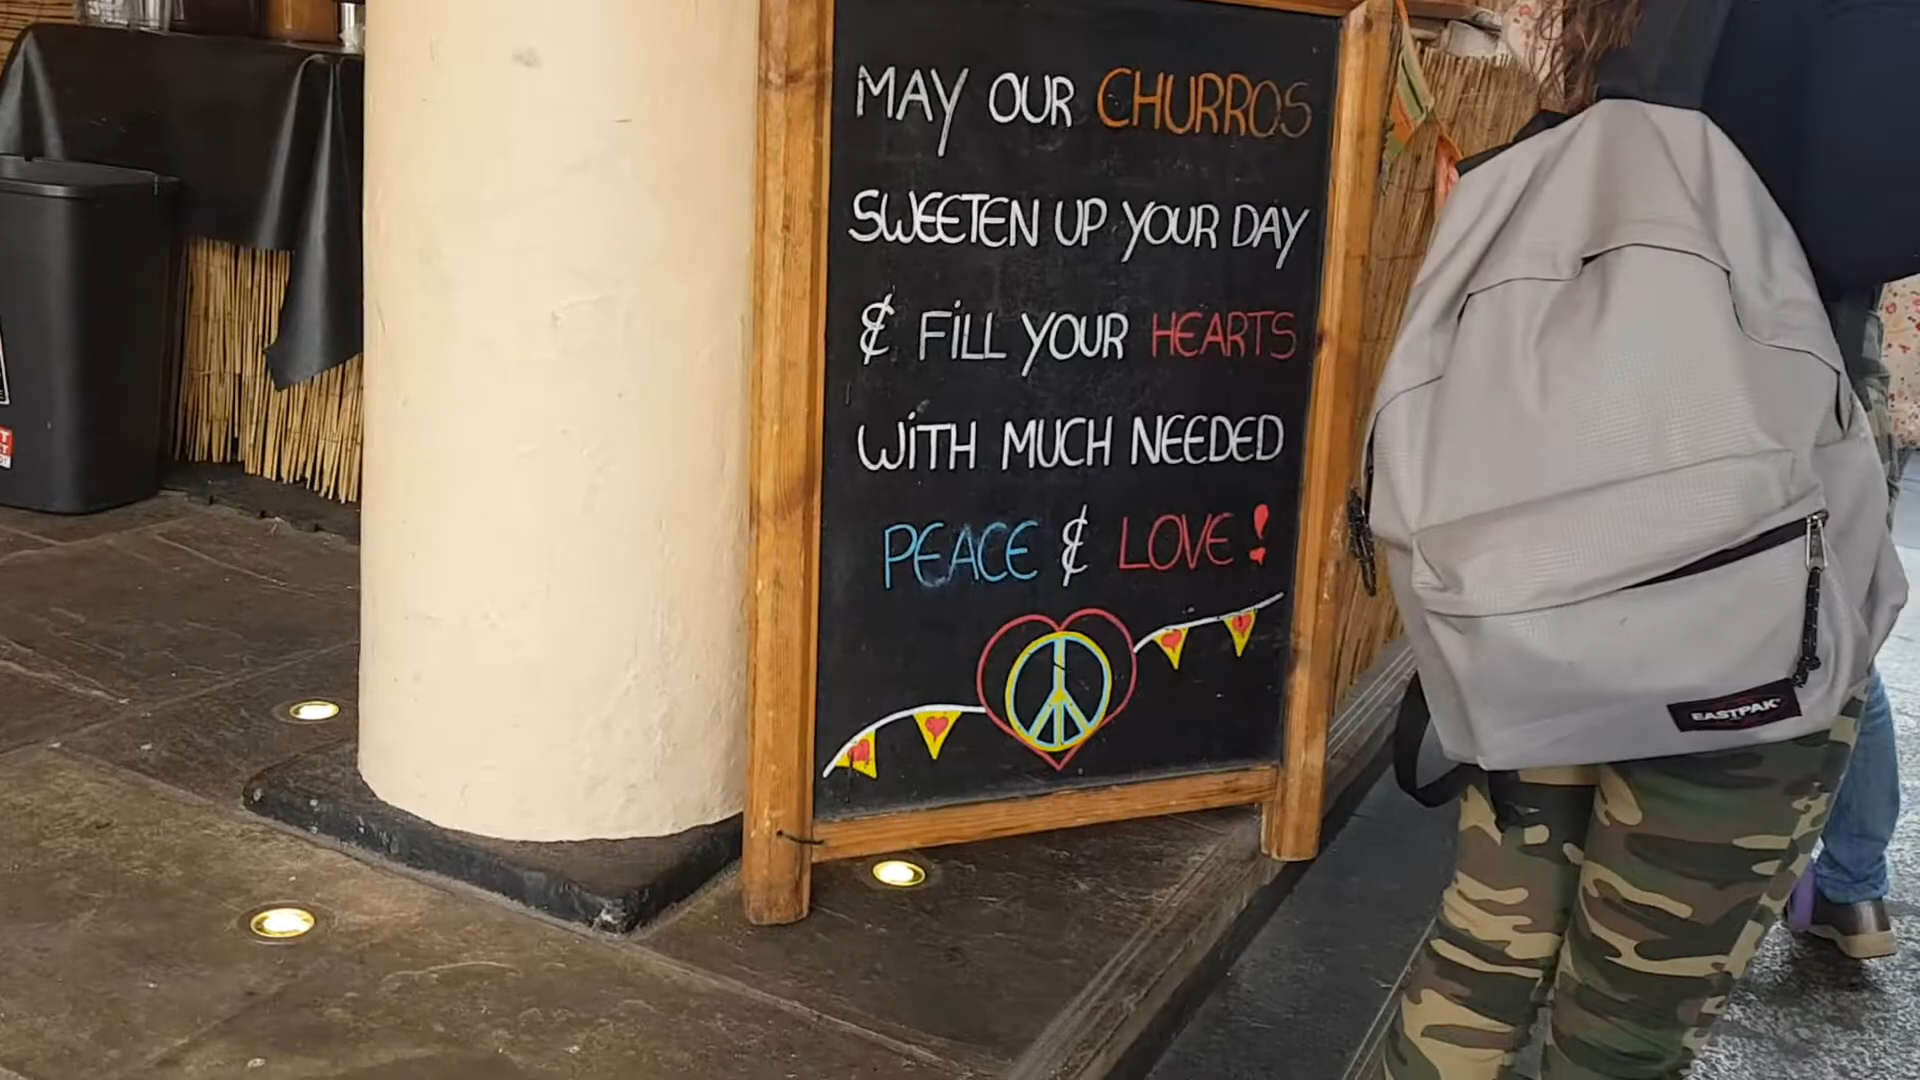 MAY OUR CHURROS
SWEETEN UP YOUR DAY
& FILL YOUR HEARTS
WITH MUCH NEEDED
PEACE & LOVE!
EASTPAK